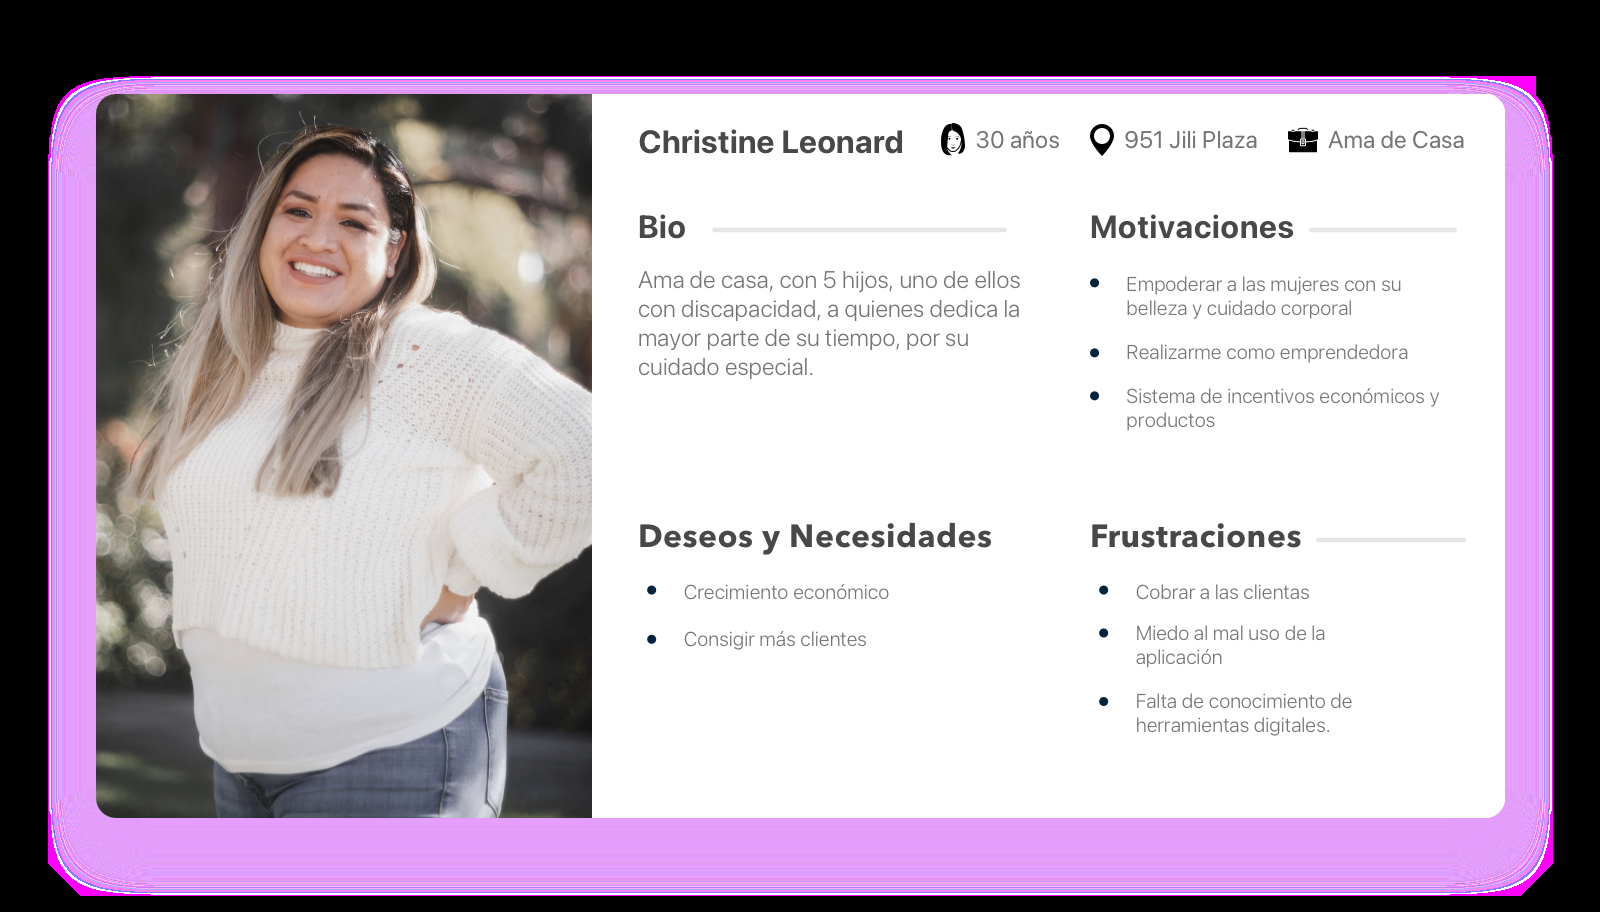 Christine Leonard
30 años
951 Jili Plaza
Ama de Casa
Bio
Ama de casa, con 5 hijos, uno de ellos
con discapacidad, a quienes dedica la
mayor parte de su tiempo, por su
cuidado especial.
Motivaciones
Empoderar a las mujeres con su
belleza y cuidado corporal
Realizarme como emprendedora
Sistema de incentivos económicos y
productos
Deseos y Necesidades
Crecimiento económico
Consigir más clientes
Frustraciones
Cobrar a las clientas
Miedo al mal uso de la
aplicación
Falta de conocimiento de
herramientas digitales.